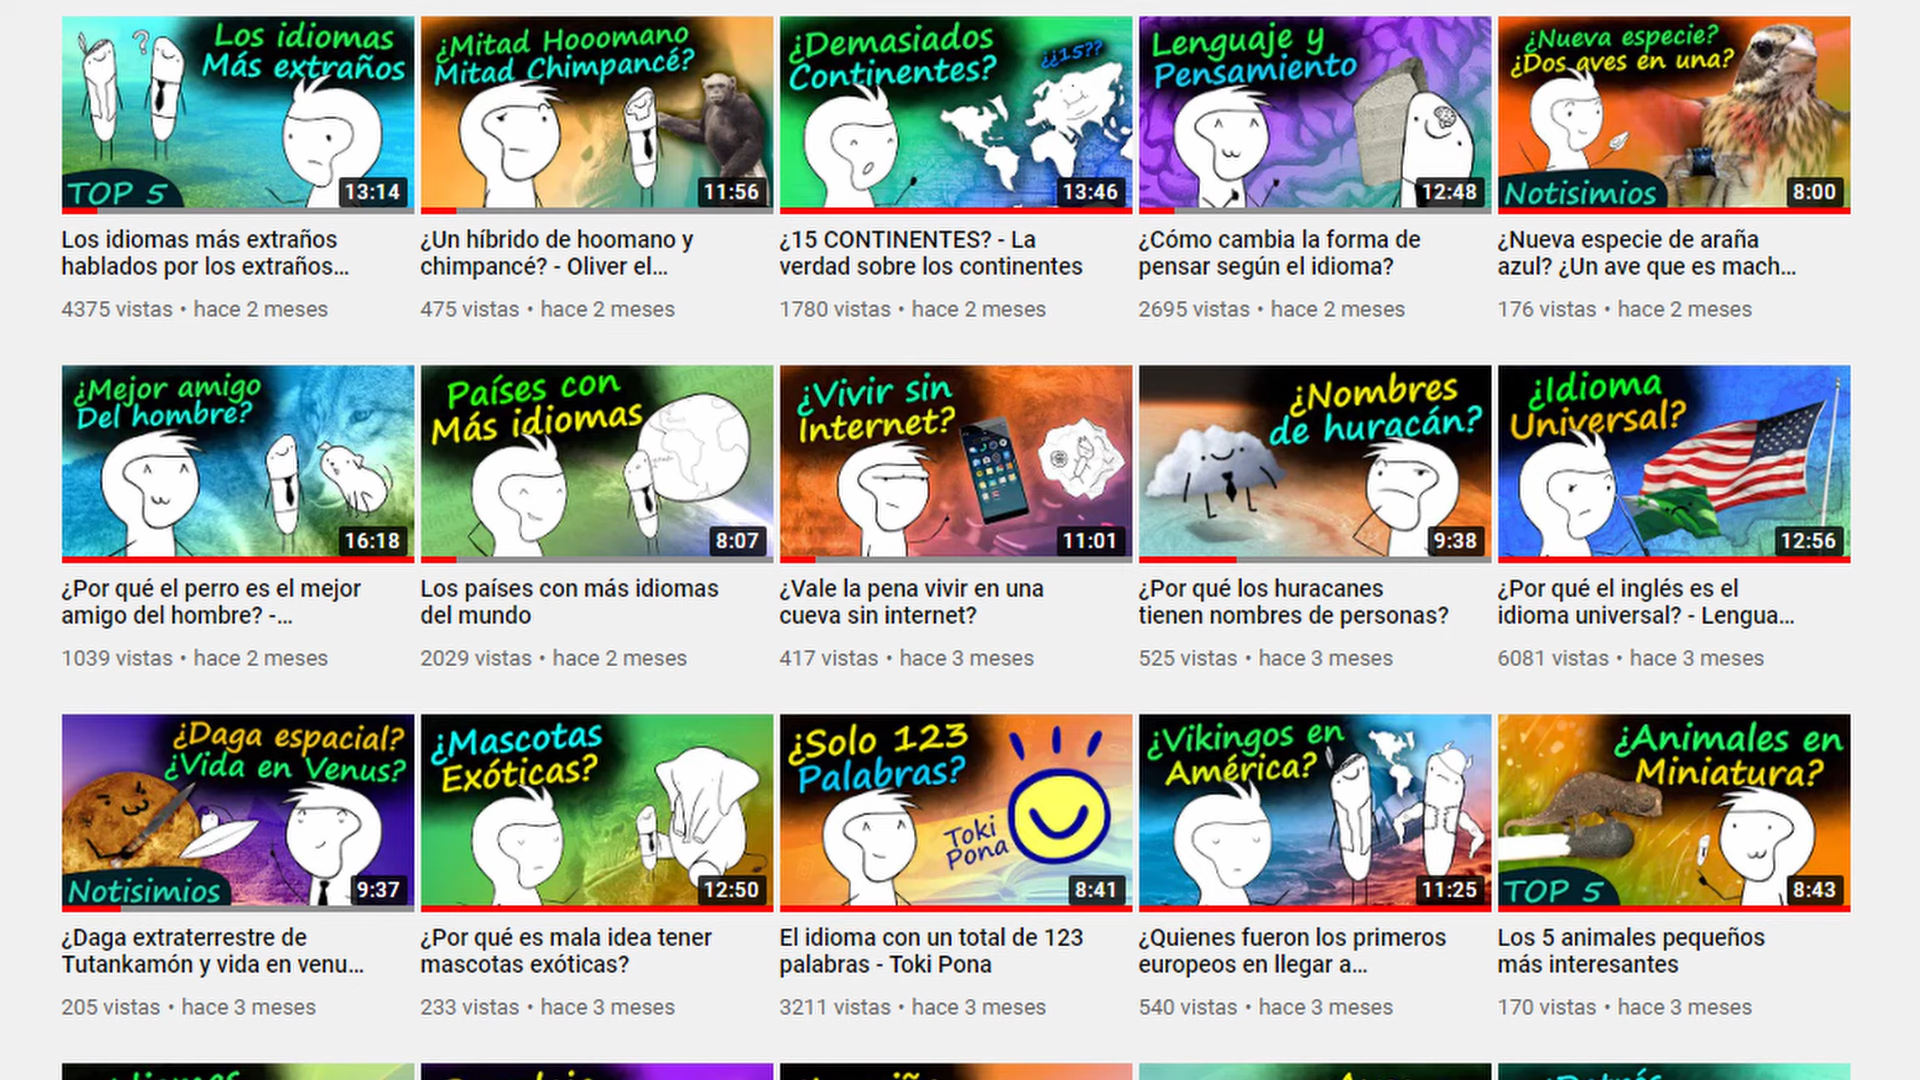 Los idiomas
Más extraños
TOP 5
13:14
Los idiomas más extraños
hablados por los extraños...
4375 vistas • hace 2 meses
¿Mitad Hooomano
Mitad Chimpancé?
11:56
¿Un híbrido de hoomano y
chimpancé? - Oliver el...
475 vistas • hace 2 meses
¿Demasiados
Continentes?
¿¿15??
13:46
¿15 CONTINENTES? - La
verdad sobre los continentes
1780 vistas • hace 2 meses
Lenguaje y
Pensamiento
12:48
¿Cómo cambia la forma de
pensar según el idioma?
2695 vistas • hace 2 meses
¿Nueva especie?
¿Dos aves en una?
Notisimios
8:00
¿Nueva especie de araña
azul? ¿Un ave que es mach...
176 vistas • hace 2 meses
¿Mejor amigo
Del hombre?
16:18
¿Por qué el perro es el mejor
amigo del hombre? -...
1039 vistas • hace 2 meses
Países con
Más idiomas
8:07
Los países con más idiomas
del mundo
2029 vistas • hace 2 meses
¿Vivir sin
Internet?
11:01
¿Vale la pena vivir en una
cueva sin internet?
417 vistas • hace 3 meses
¿Nombres
de huracán?
9:38
¿Por qué los huracanes
tienen nombres de personas?
525 vistas • hace 3 meses
¿Idioma
Universal?
12:56
¿Por qué el inglés es el
idioma universal? - Lengua...
6081 vistas • hace 3 meses
¿Daga espacial?
¿Vida en Venus?
Notisimios
9:37
¿Daga extraterrestre de
Tutankamón y vida en venu...
205 vistas • hace 3 meses
¿Mascotas
Exóticas?
12:50
¿Por qué es mala idea tener
mascotas exóticas?
233 vistas • hace 3 meses
¿Solo 123
Palabras?
Toki
Pona
8:41
El idioma con un total de 123
palabras - Toki Pona
3211 vistas • hace 3 meses
¿Vikingos en
América?
11:25
¿Quienes fueron los primeros
europeos en llegar a...
540 vistas • hace 3 meses
¿Animales en
Miniatura?
TOP 5
8:43
Los 5 animales pequeños
más interesantes
170 vistas • hace 3 meses